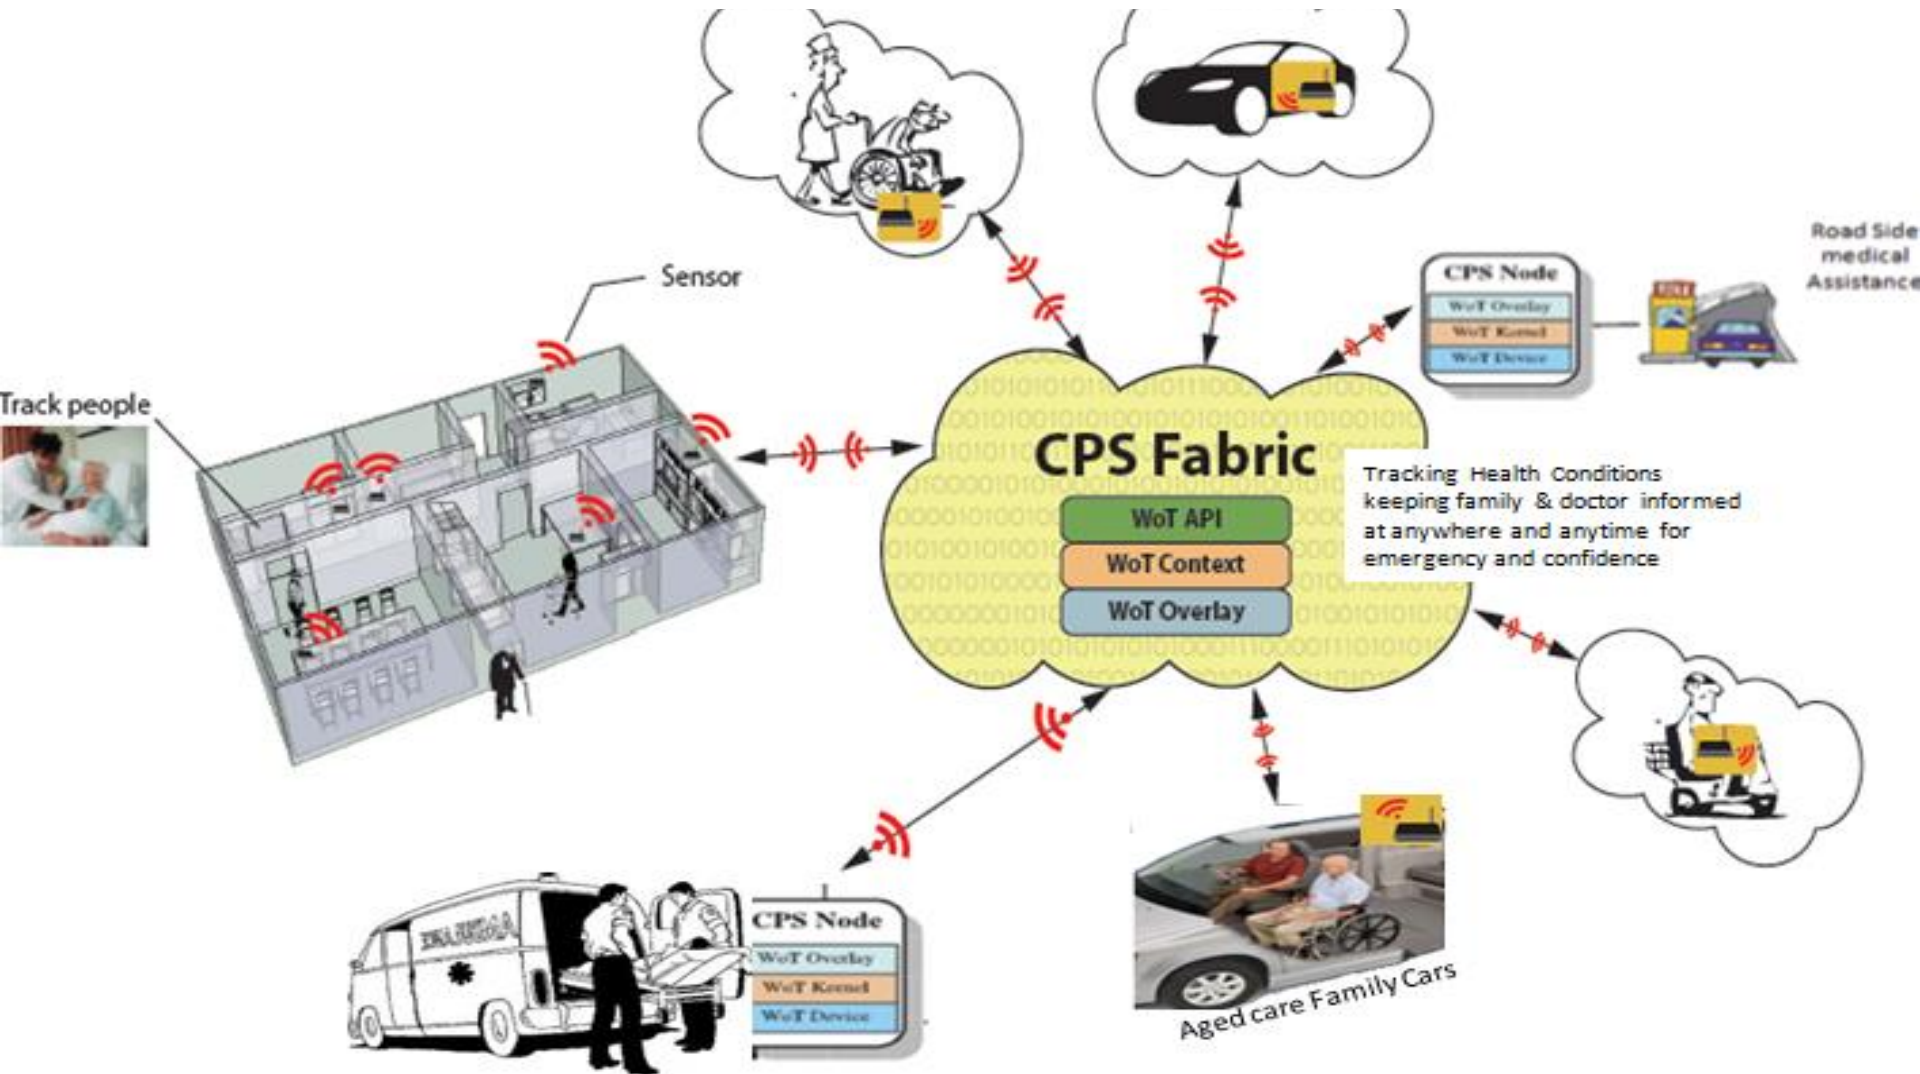 Sensor
Track people
CPS Node
WoT Overlay
WoT Kernel
WoT Device
Road Side
medical
Assistance
CPS Fabric
WoT API
WoT Context
WoT Overlay
Tracking Health Conditions
keeping family & doctor informed
at anywhere and anytime for
emergency and confidence
CPS Node
WoT Overlay
WoT Kernel
WoT Device
Aged care Family Cars